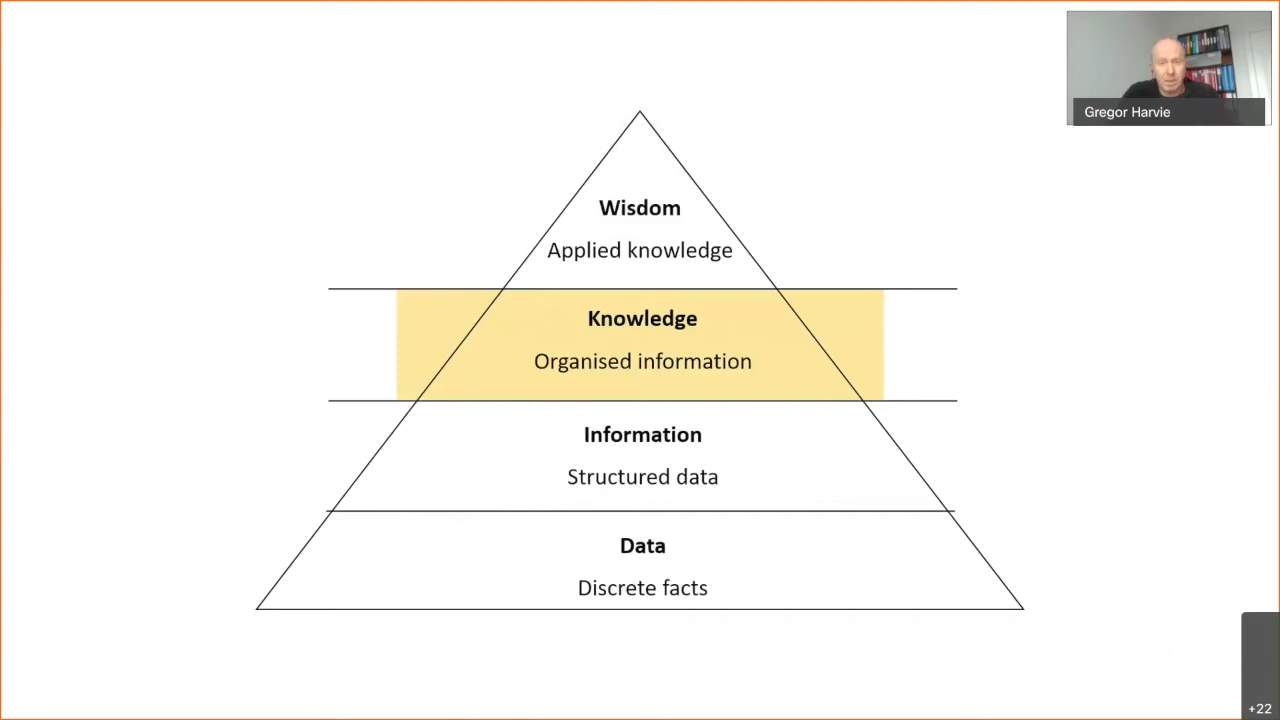 Gregor Harvie
Wisdom
Applied knowledge
Knowledge
Organised information
Information
Structured data
Data
Discrete facts
+22